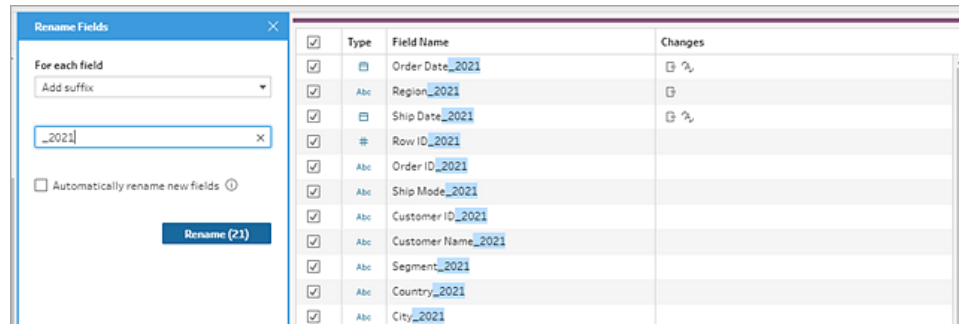 Rename Fields
For each field
Add suffix
_2021
Automatically rename new fields
Rename (21)
Type Field Name Changes
Order Date_2021
Abc Region_2021
Ship Date_2021
# Row ID_2021
Abc Order ID_2021
Abc Ship Mode_2021
Abc Customer ID_2021
Abc Customer Name_2021
Abc Segment_2021
Abc Country_2021
Abc City_2021